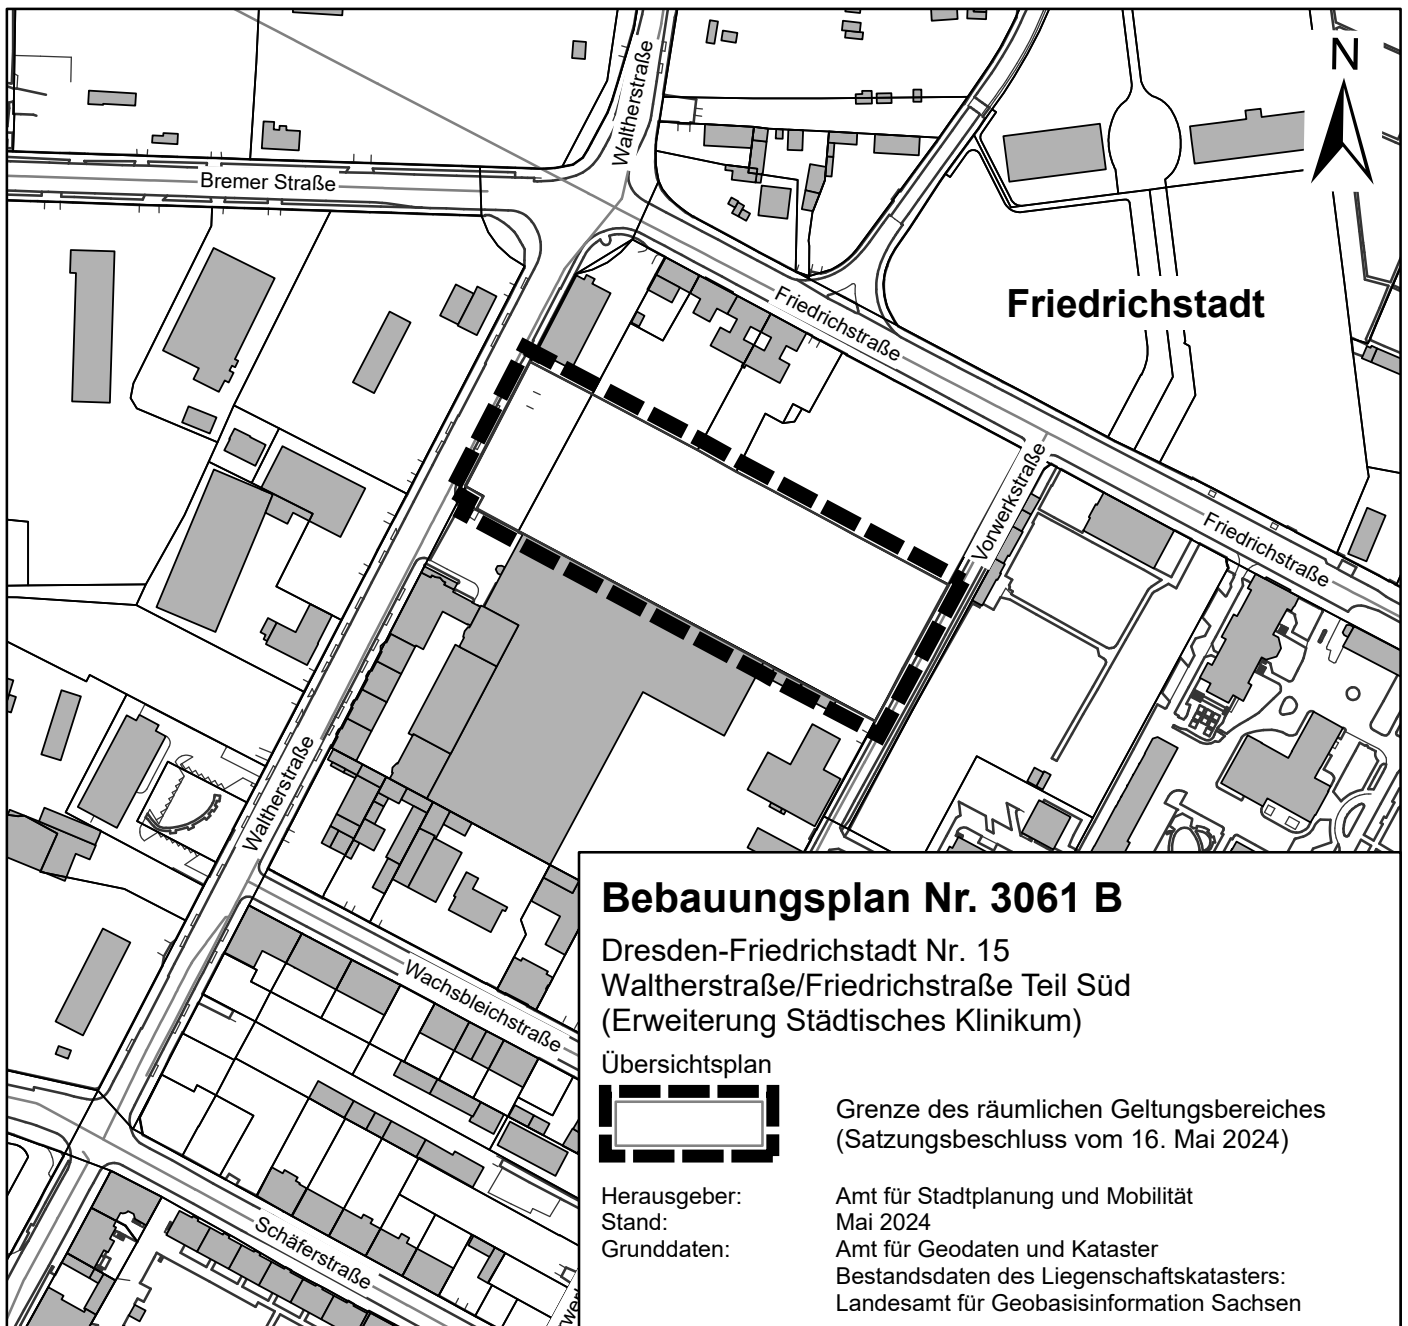 N
Waltherstraße
Bremer Straße
Friedrichstadt
Friedrichstraße
Vorwerkstraße
Friedrichstraße
Waltherstraße
Wachsbleichstraße
Schäferstraße
Bebauungsplan Nr. 3061 B
Dresden-Friedrichstadt Nr. 15
Waltherstraße/Friedrichstraße Teil Süd
(Erweiterung Städtisches Klinikum)
Übersichtsplan
Grenze des räumlichen Geltungsbereiches
(Satzungsbeschluss vom 16. Mai 2024)
Herausgeber: Amt für Stadtplanung und Mobilität
Stand: Mai 2024
Grunddaten: Amt für Geodaten und Kataster
Bestandsdaten des Liegenschaftskatasters:
Landesamt für Geobasisinformation Sachsen